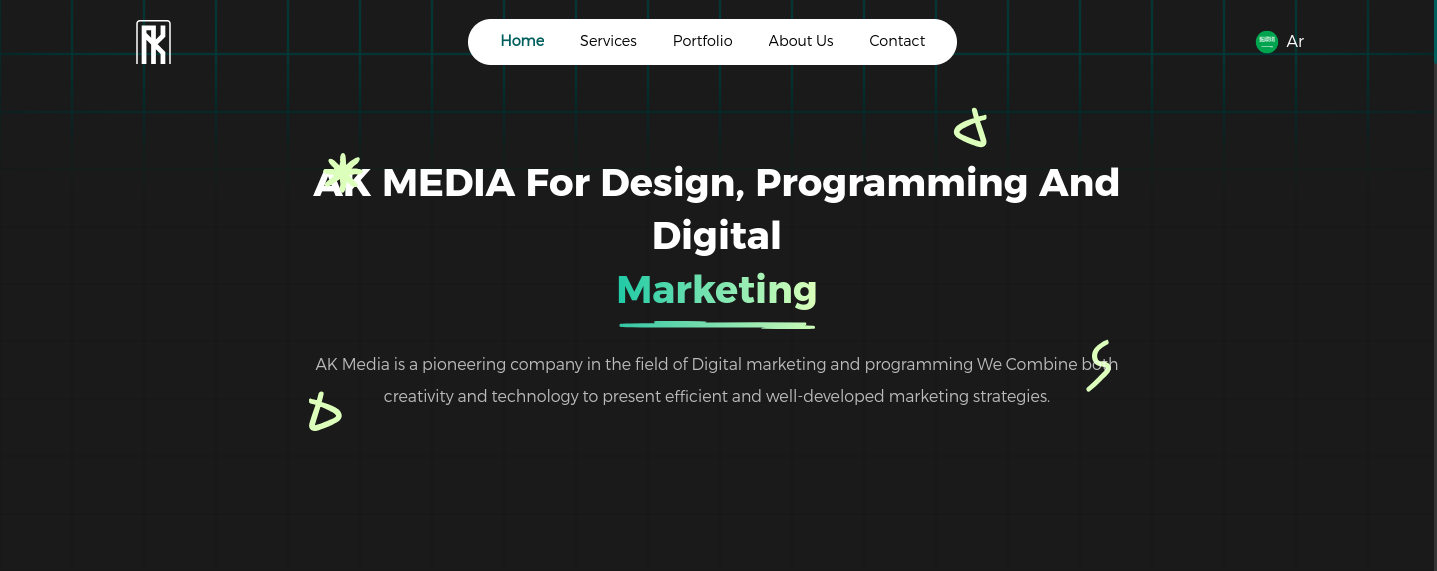 AK
Home Services Portfolio About Us Contact
Ar
AK MEDIA For Design, Programming And
Digital
Marketing
AK Media is a pioneering company in the field of Digital marketing and programming We Combine both
creativity and technology to present efficient and well-developed marketing strategies.